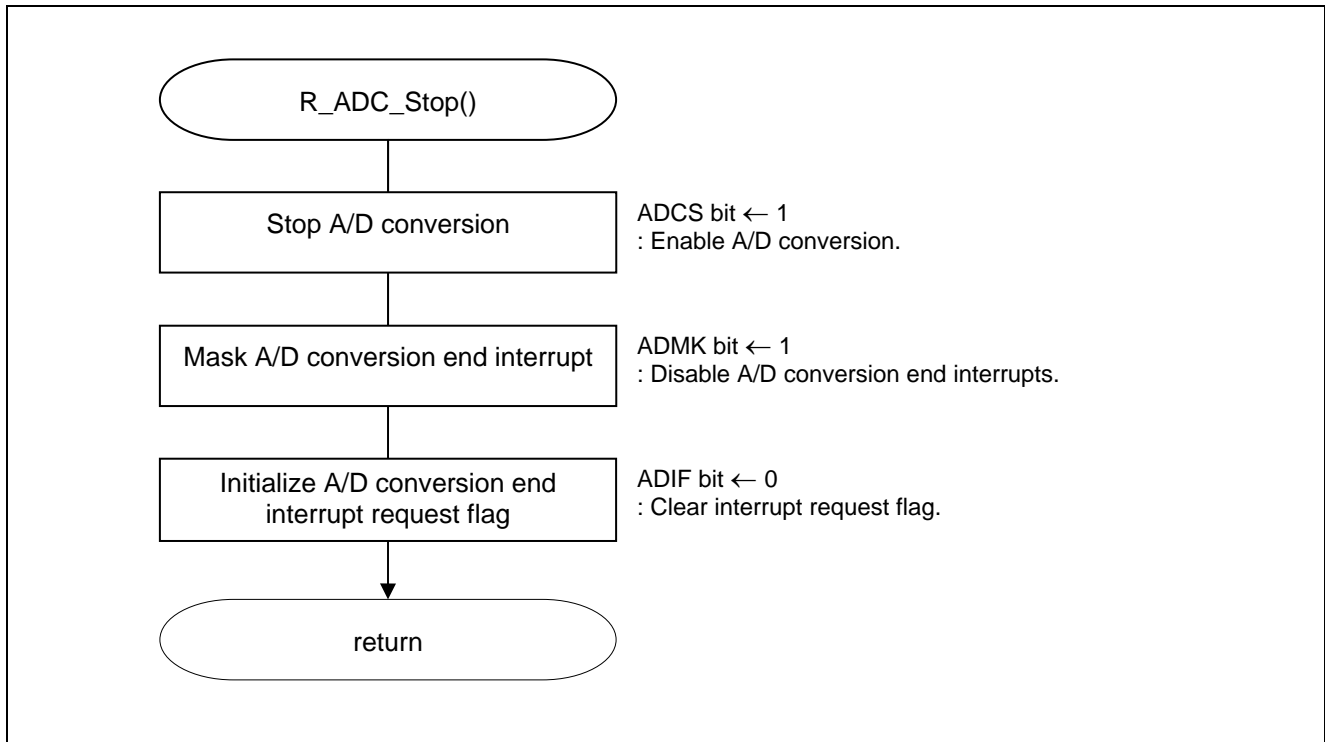 R_ADC_Stop()
Stop A/D conversion
ADCS bit ← 1
: Enable A/D conversion.
Mask A/D conversion end interrupt
ADMK bit ← 1
: Disable A/D conversion end interrupts.
Initialize A/D conversion end
interrupt request flag
ADIF bit ← 0
: Clear interrupt request flag.
return